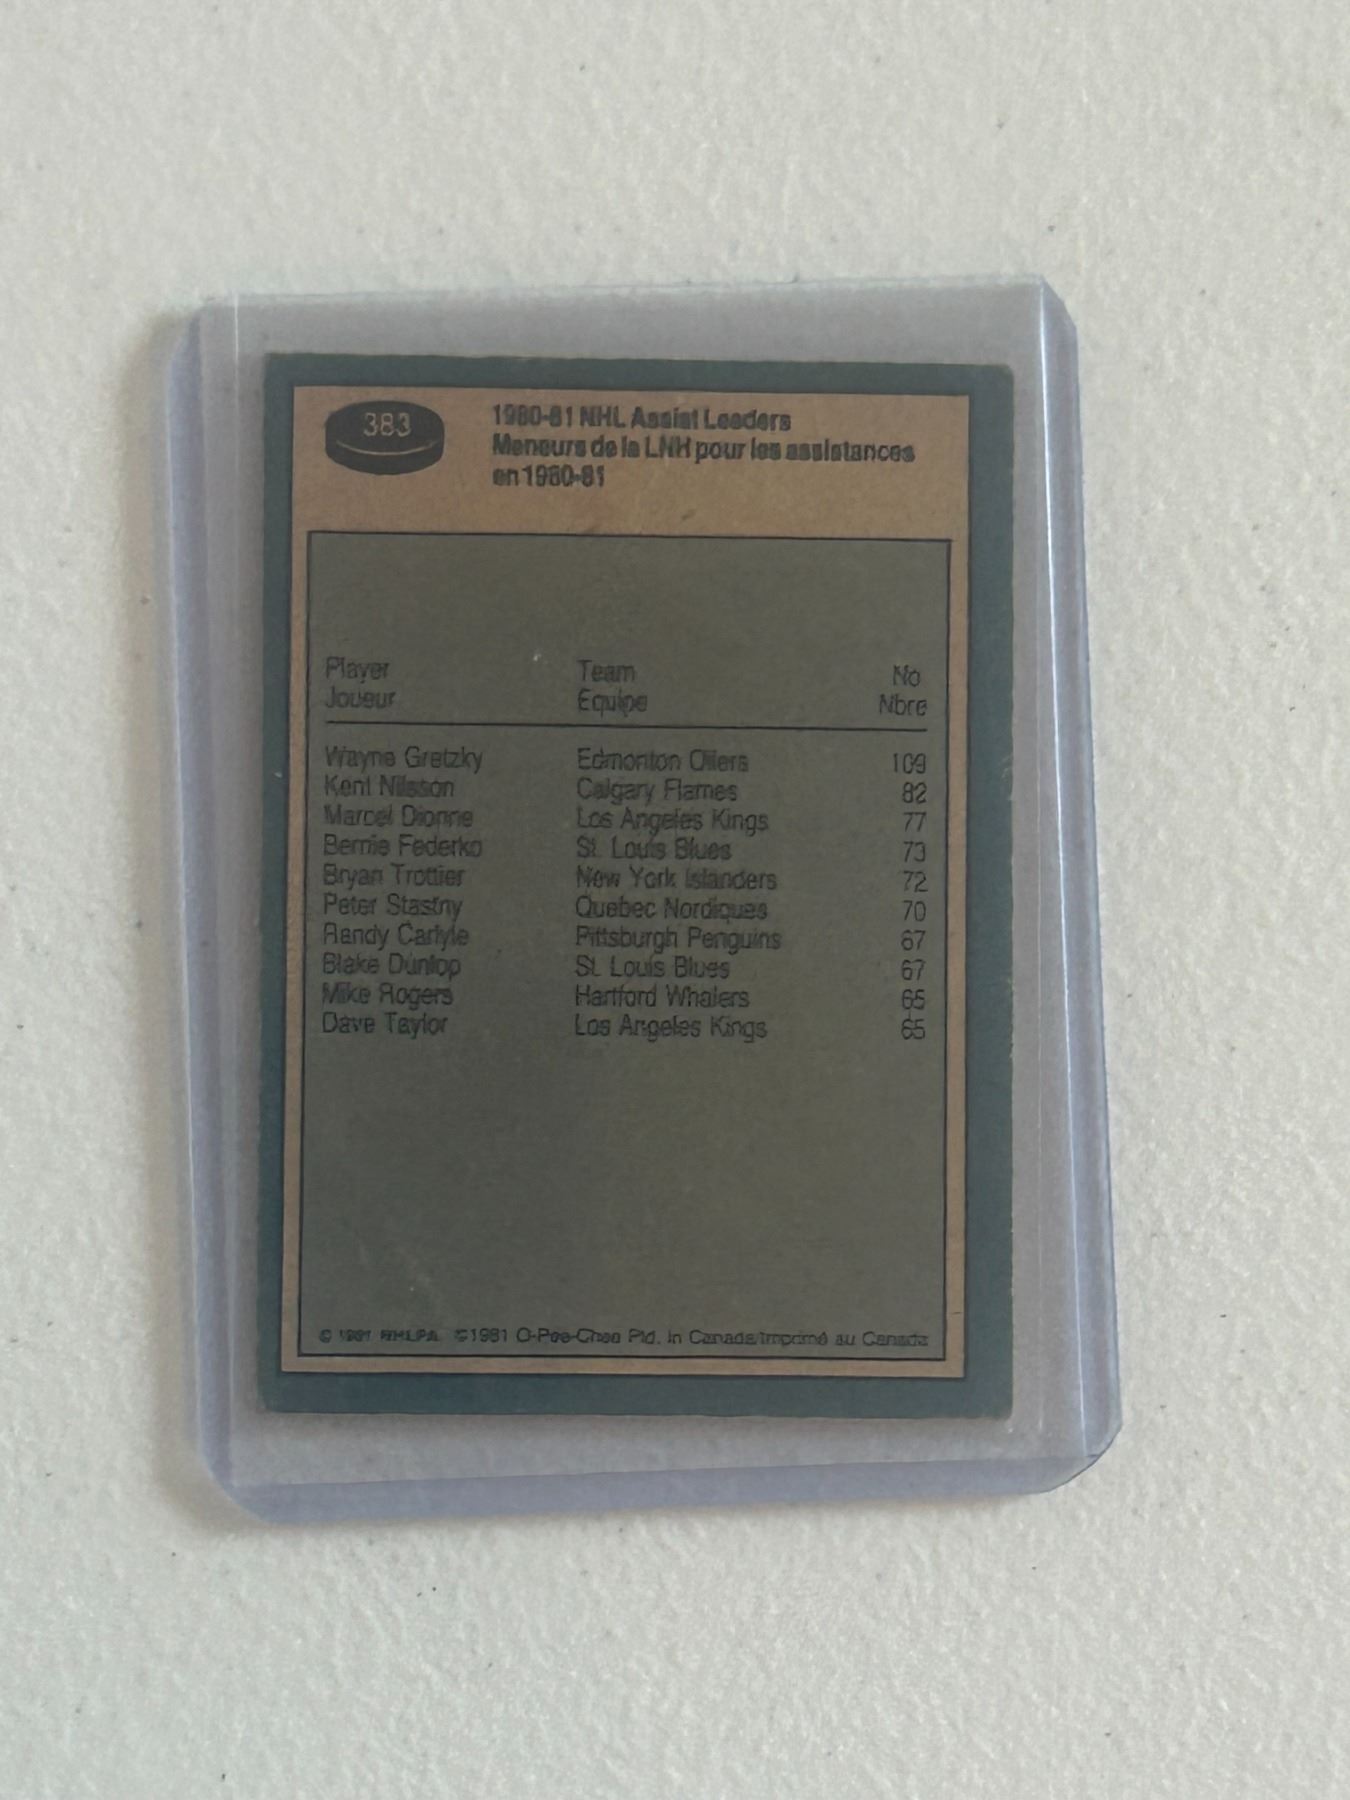 383
1980-81 NHL Assist Leaders
Meneurs de la LNH pour les assistances
en 1980-81
Player Team No
Joueur Equipe Nbre
Wayne Gretzky Edmonton Oilers 109
Kent Nilsson Calgary Flames 82
Marcel Dionne Los Angeles Kings 77
Bernie Federko St. Louis Blues 73
Bryan Trottier New York Islanders 72
Peter Stastny Quebec Nordiques 70
Randy Carlyle Pittsburgh Penguins 67
Blake Dunlop St. Louis Blues 67
Mike Rogers Hartford Whalers 65
Dave Taylor Los Angeles Kings 65
© 1981 NHLPA ©1981 O-Pee-Chee Ptd. in Canada/Imprimé au Canada